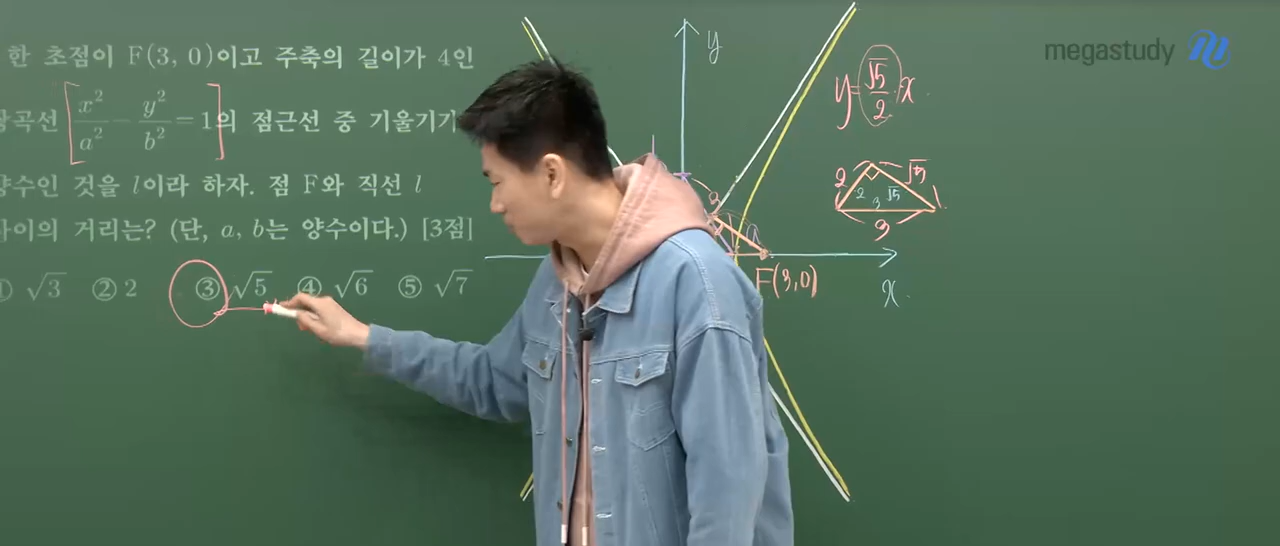 한 초점이 F(3, 0)이고 주축의 길이가 4인
곡선 x²/a² - y²/b² = 1의 점근선 중 기울기가
양수인 것을 l이라 하자. 점 F와 직선 l
사이의 거리는? (단, a, b는 양수이다.) [3점]
① √3 ② 2 ③ √5 ④ √6 ⑤ √7
megastudy
y
y=√5/2 x
2 √5
2 3 √5
3
F(3,0)
x